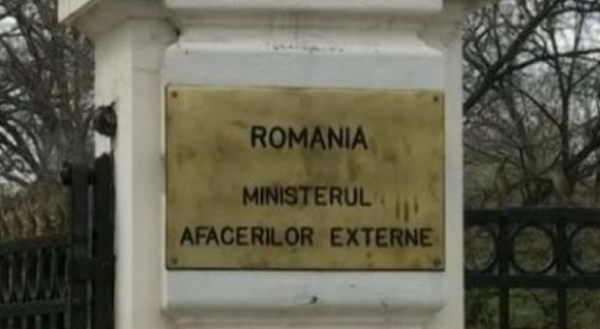 ROMANIA
MINISTERUL
AFACERILOR EXTERNE